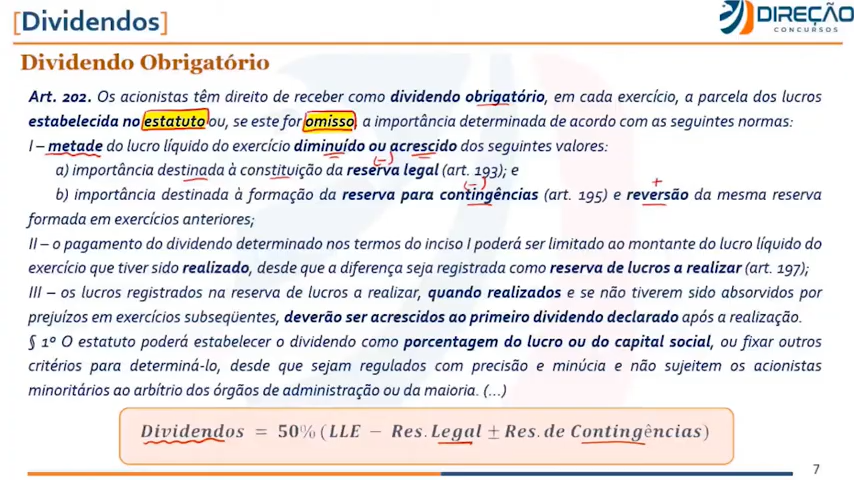 [Dividendos]
DIREÇÃO
CONCURSOS
Dividendo Obrigatório
Art. 202. Os acionistas têm direito de receber como dividendo obrigatório, em cada exercício, a parcela dos lucros
estabelecida no estatuto ou, se este for omisso, a importância determinada de acordo com as seguintes normas:
I – metade do lucro líquido do exercício diminuído ou acrescido dos seguintes valores:
(-)
a) importância destinada à constituição da reserva legal (art. 193); e
(-) +
b) importância destinada à formação da reserva para contingências (art. 195) e reversão da mesma reserva
formada em exercícios anteriores;
II – o pagamento do dividendo determinado nos termos do inciso I poderá ser limitado ao montante do lucro líquido do
exercício que tiver sido realizado, desde que a diferença seja registrada como reserva de lucros a realizar (art. 197);
III – os lucros registrados na reserva de lucros a realizar, quando realizados e se não tiverem sido absorvidos por
prejuízos em exercícios subseqüentes, deverão ser acrescidos ao primeiro dividendo declarado após a realização.
§ 1º O estatuto poderá estabelecer o dividendo como porcentagem do lucro ou do capital social, ou fixar outros
critérios para determiná-lo, desde que sejam regulados com precisão e minúcia e não sujeitem os acionistas
minoritários ao arbítrio dos órgãos de administração ou da maioria. (...)
Dividendos = 50% (LLE − Res. Legal ± Res. de Contingências)
7